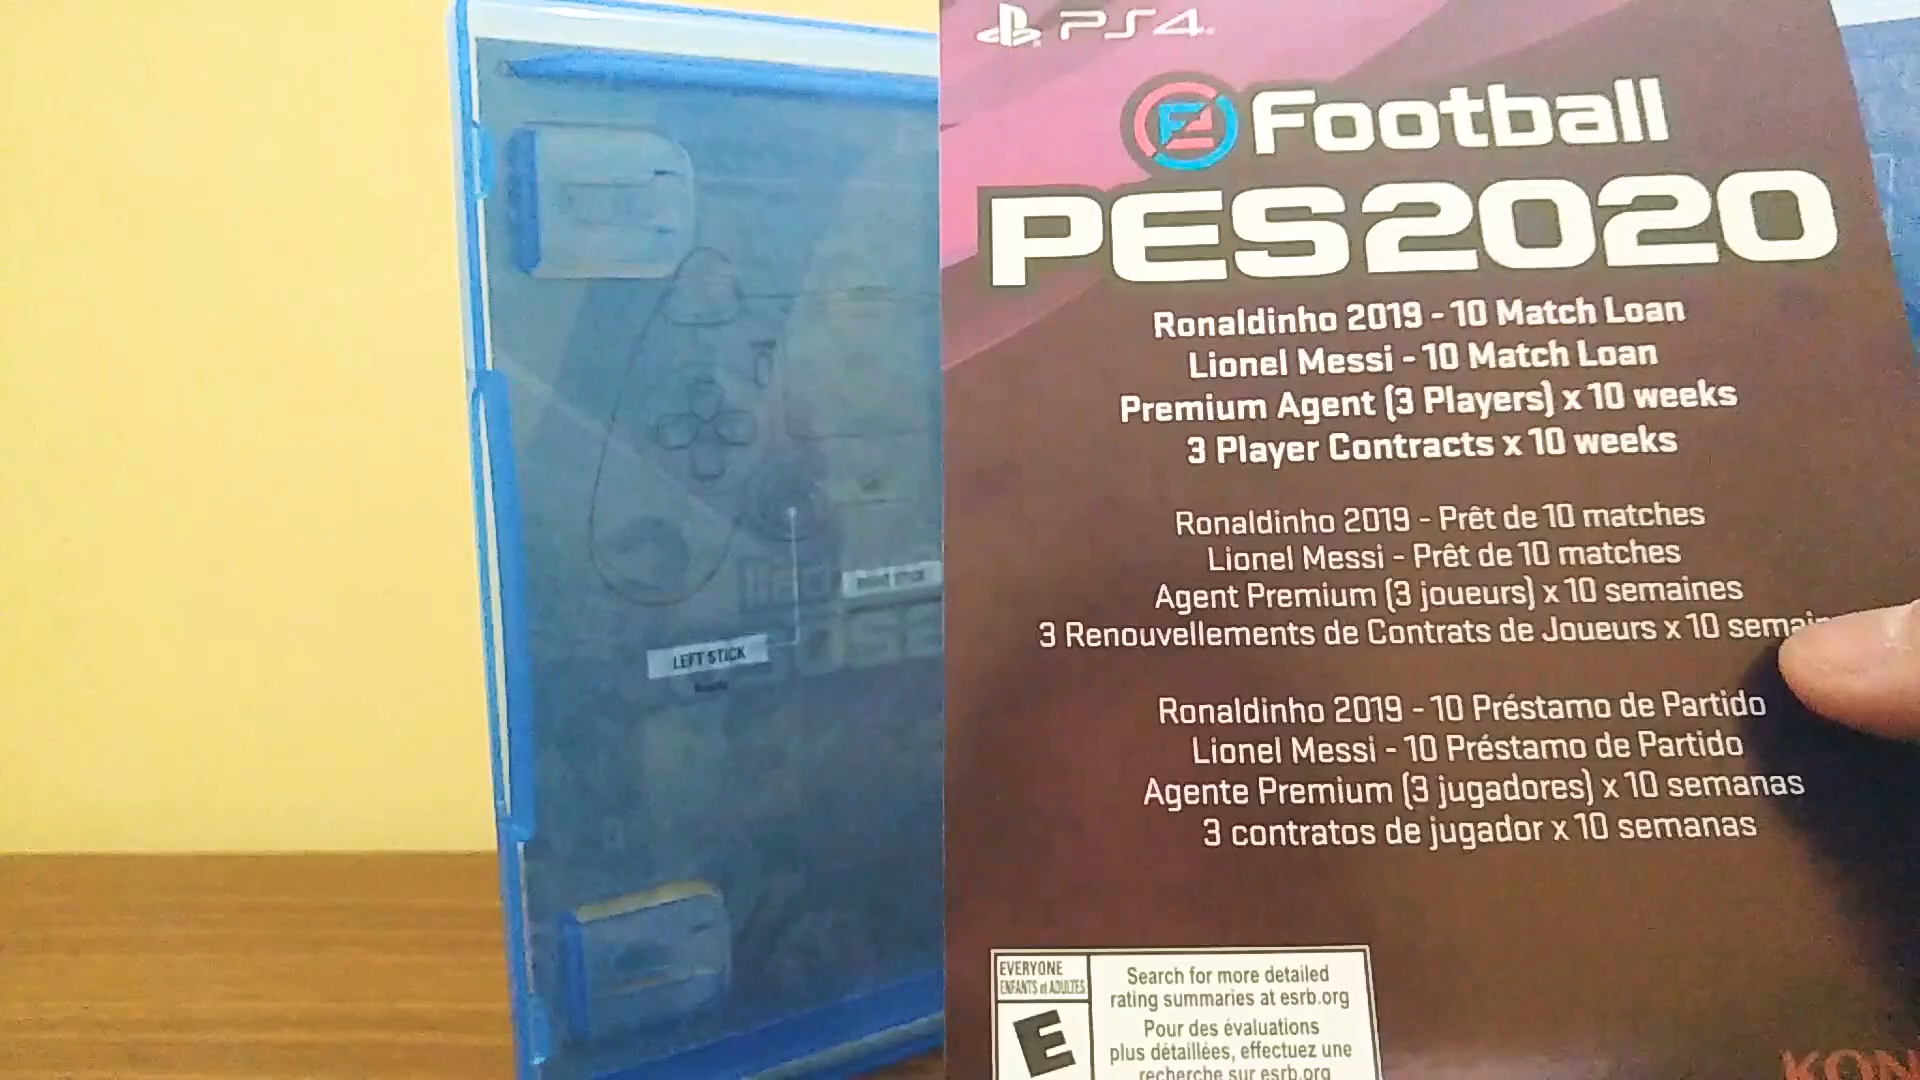 PS4
eFootball
PES2020
Ronaldinho 2019 - 10 Match Loan
Lionel Messi - 10 Match Loan
Premium Agent (3 Players) x 10 weeks
3 Player Contracts x 10 weeks
Ronaldinho 2019 - Prêt de 10 matches
Lionel Messi - Prêt de 10 matches
Agent Premium (3 joueurs) x 10 semaines
3 Renouvellements de Contrats de Joueurs x 10
Ronaldinho 2019 - 10 Préstamo de Partido
Lionel Messi - 10 Préstamo de Partido
Agente Premium (3 jugadores) x 10 semanas
3 contratos de jugador x 10 semanas
EVERYONE
ENFANTS et ADULTES
E
Search for more detailed
rating summaries at esrb.org
Pour des évaluations
plus détaillées, effectuez une
recherche sur esrb.org
KON
LEFT STICK